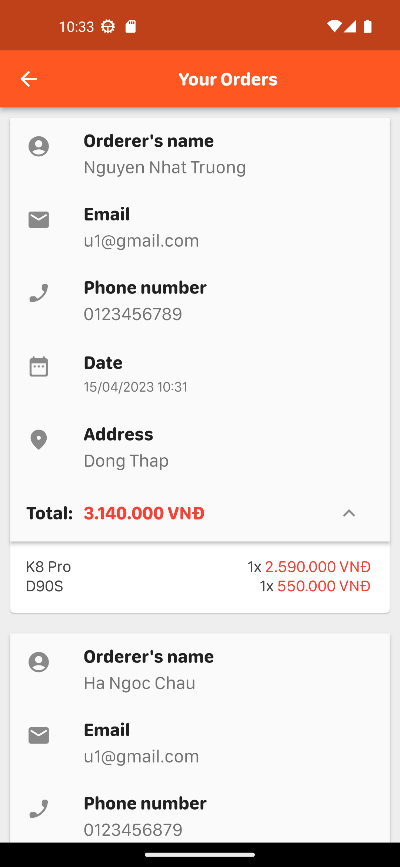 10:33
Your Orders
Orderer's name
Nguyen Nhat Truong
Email
u1@gmail.com
Phone number
0123456789
Date
15/04/2023 10:31
Address
Dong Thap
Total: 3.140.000 VNĐ
K8 Pro 1x 2.590.000 VNĐ
D90S 1x 550.000 VNĐ
Orderer's name
Ha Ngoc Chau
Email
u1@gmail.com
Phone number
0123456879